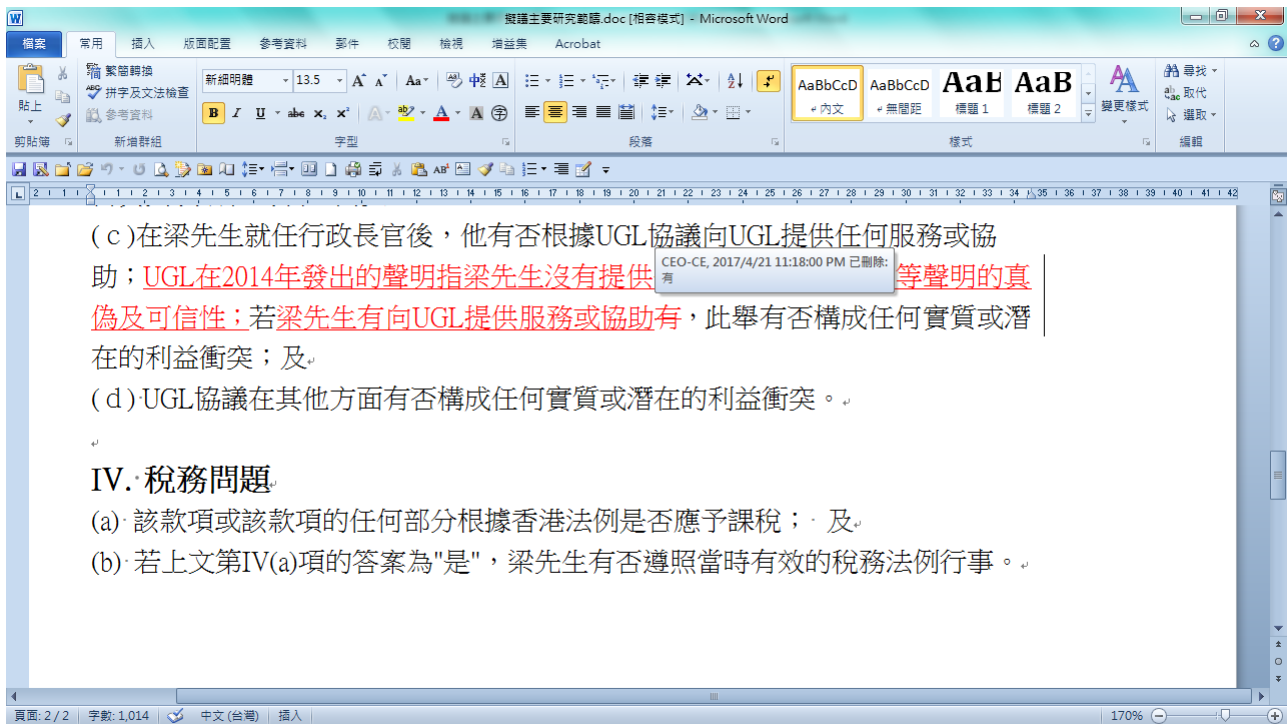 擬議主要研究範疇.doc [相容模式] - Microsoft Word
檔案 常用 插入 版面配置 參考資料 郵件 校閱 檢視 增益集 Acrobat
貼上
剪貼簿
繁簡轉換
拼字及文法檢查
參考資料
新增群組
新細明體 13.5
字型
段落
AaBbCcD AaBbCcD AaB AaB
內文 無間距 標題 1 標題 2
變更樣式
樣式
尋找
取代
選取
編輯
(c)在梁先生就任行政長官後,他有否根據UGL協議向UGL提供任何服務或協
助;UGL在2014年發出的聲明指梁先生沒有提供 等聲明的真
CEO-CE, 2017/4/21 11:18:00 PM 已刪除:
有
偽及可信性;若梁先生有向UGL提供服務或協助有,此舉有否構成任何實質或潛
在的利益衝突;及
(d) UGL協議在其他方面有否構成任何實質或潛在的利益衝突。
IV. 稅務問題
(a) 該款項或該款項的任何部分根據香港法例是否應予課稅; 及
(b) 若上文第IV(a)項的答案為"是",梁先生有否遵照當時有效的稅務法例行事。
頁面: 2 / 2 字數: 1,014 中文 (台灣) 插入 170%